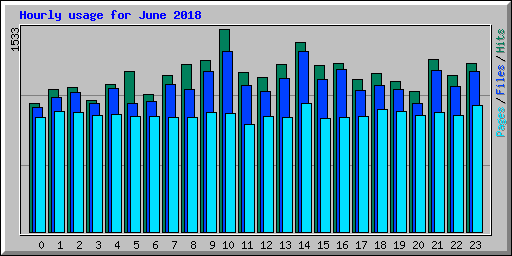 Hourly usage for June 2018
1533
Pages / Files / Hits
0 1 2 3 4 5 6 7 8 9 10 11 12 13 14 15 16 17 18 19 20 21 22 23